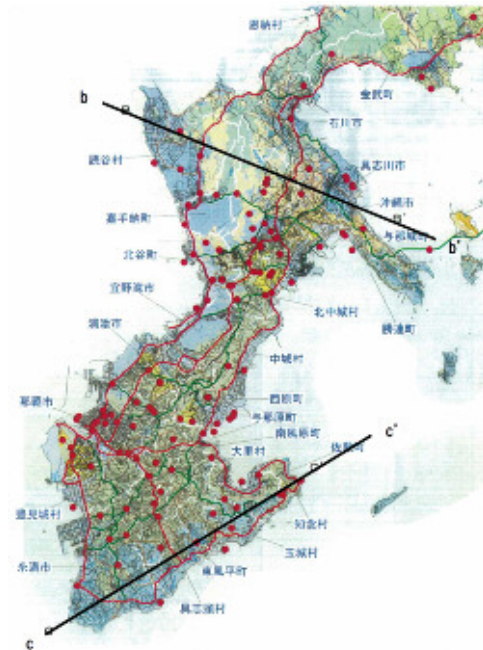 恩納村
金武町
b
石川市
具志川市
読谷村
沖縄市
嘉手納町
与那城町
b'
北谷町
勝連町
宜野湾市
北中城村
浦添市
中城村
西原町
那覇市
与那原町
南風原町
c'
大里村
佐敷町
豊見城村
知念村
玉城村
糸満市
東風平町
具志頭村
c